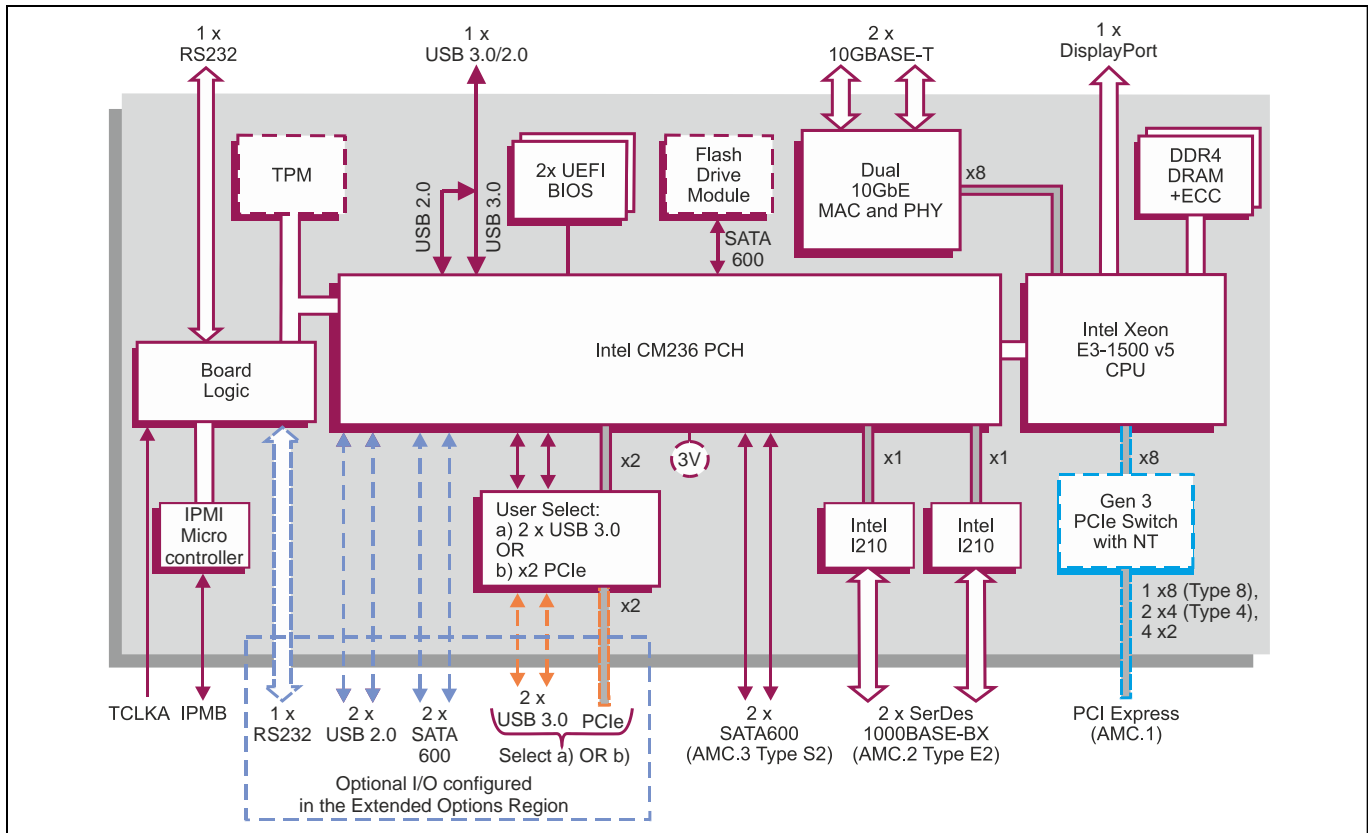 1 x
RS232
1 x
USB 3.0/2.0
2 x
10GBASE-T
1 x
DisplayPort
TPM
USB 2.0
USB 3.0
2x UEFI
BIOS
Flash
Drive
Module
SATA
600
Dual
10GbE
MAC and PHY
x8
DDR4
DRAM
+ECC
Board
Logic
Intel CM236 PCH
Intel Xeon
E3-1500 v5
CPU
x2
3V
x1
x1
x8
IPMI
Micro
controller
User Select:
a) 2 x USB 3.0
OR
b) x2 PCIe
Intel
I210
Intel
I210
Gen 3
PCIe Switch
with NT
x2
1 x8 (Type 8),
2 x4 (Type 4),
4 x2
TCLKA
IPMB
1 x
RS232
2 x
USB 2.0
2 x
SATA
600
2 x
USB 3.0
PCIe
Select a) OR b)
2 x
SATA600
(AMC.3 Type S2)
2 x SerDes
1000BASE-BX
(AMC.2 Type E2)
PCI Express
(AMC.1)
Optional I/O configured
in the Extended Options Region